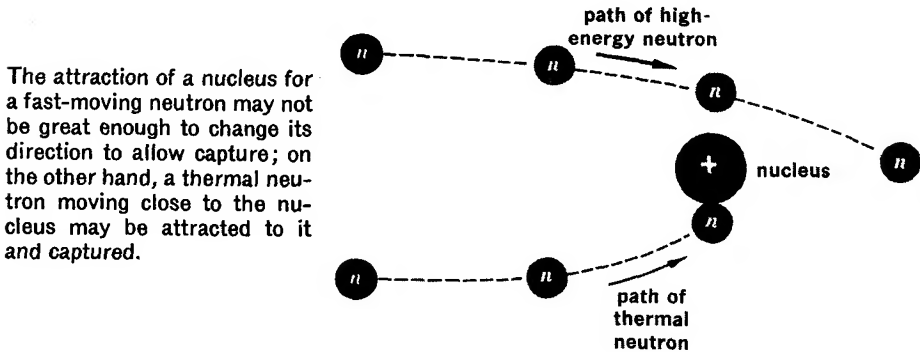 The attraction of a nucleus for
a fast-moving neutron may not
be great enough to change its
direction to allow capture; on
the other hand, a thermal neu-
tron moving close to the nu-
cleus may be attracted to it
and captured.
path of high-
energy neutron
n
n
n
n
+
nucleus
n
n
n
path of
thermal
neutron